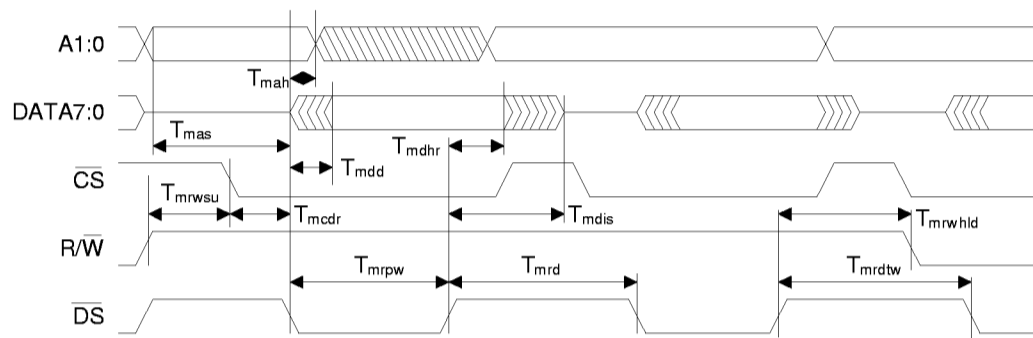 A1:0
Tmah
DATA7:0
Tmas
Tmdhr
Tmdd
CS
Tmrwsu
Tmcdr
Tmdis
Tmrwhld
R/W
Tmrpw
Tmrd
Tmrdtw
DS